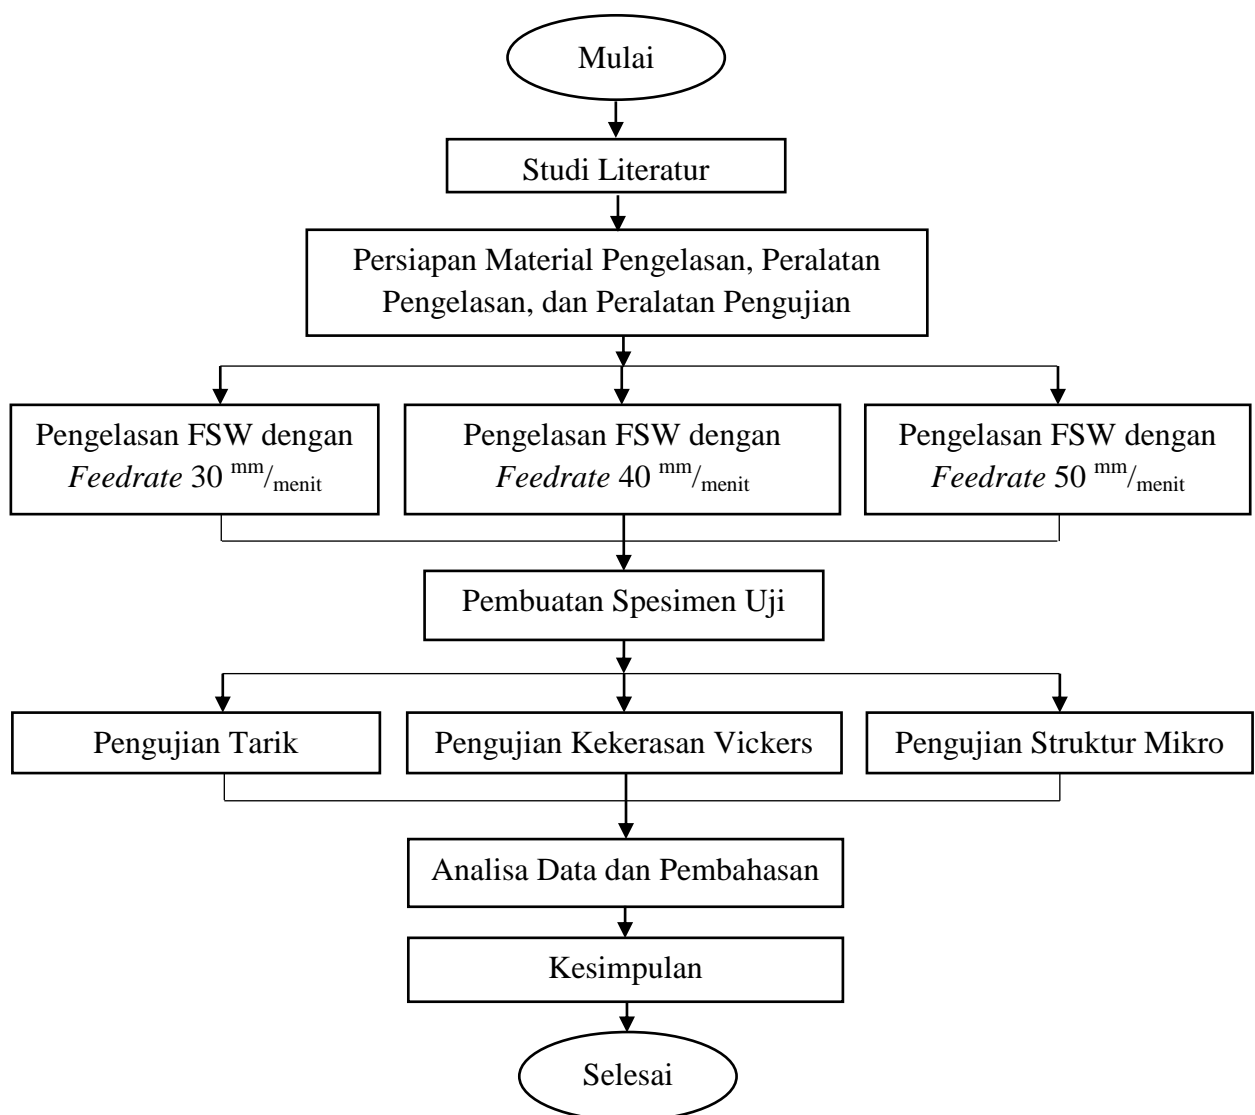 Mulai
Studi Literatur
Persiapan Material Pengelasan, Peralatan
Pengelasan, dan Peralatan Pengujian
Pengelasan FSW dengan
Feedrate 30 mm/menit
Pengelasan FSW dengan
Feedrate 40 mm/menit
Pengelasan FSW dengan
Feedrate 50 mm/menit
Pembuatan Spesimen Uji
Pengujian Tarik
Pengujian Kekerasan Vickers
Pengujian Struktur Mikro
Analisa Data dan Pembahasan
Kesimpulan
Selesai